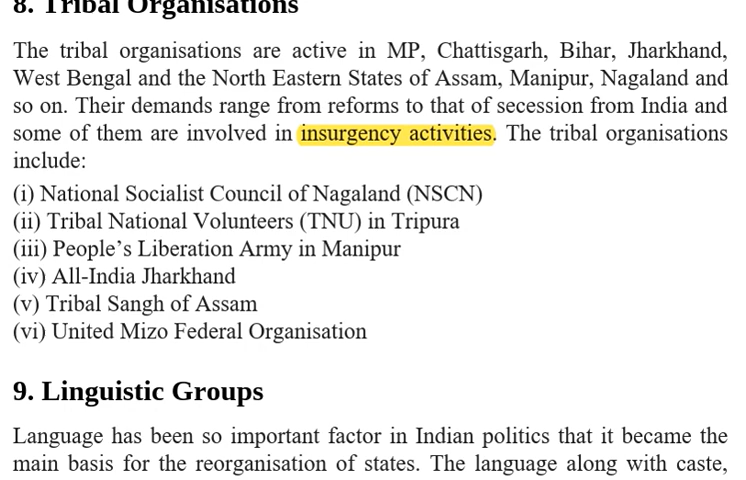 8. Tribal Organisations
The tribal organisations are active in MP, Chattisgarh, Bihar, Jharkhand,
West Bengal and the North Eastern States of Assam, Manipur, Nagaland and
so on. Their demands range from reforms to that of secession from India and
some of them are involved in insurgency activities. The tribal organisations
include:
(i) National Socialist Council of Nagaland (NSCN)
(ii) Tribal National Volunteers (TNU) in Tripura
(iii) People’s Liberation Army in Manipur
(iv) All-India Jharkhand
(v) Tribal Sangh of Assam
(vi) United Mizo Federal Organisation
9. Linguistic Groups
Language has been so important factor in Indian politics that it became the
main basis for the reorganisation of states. The language along with caste,